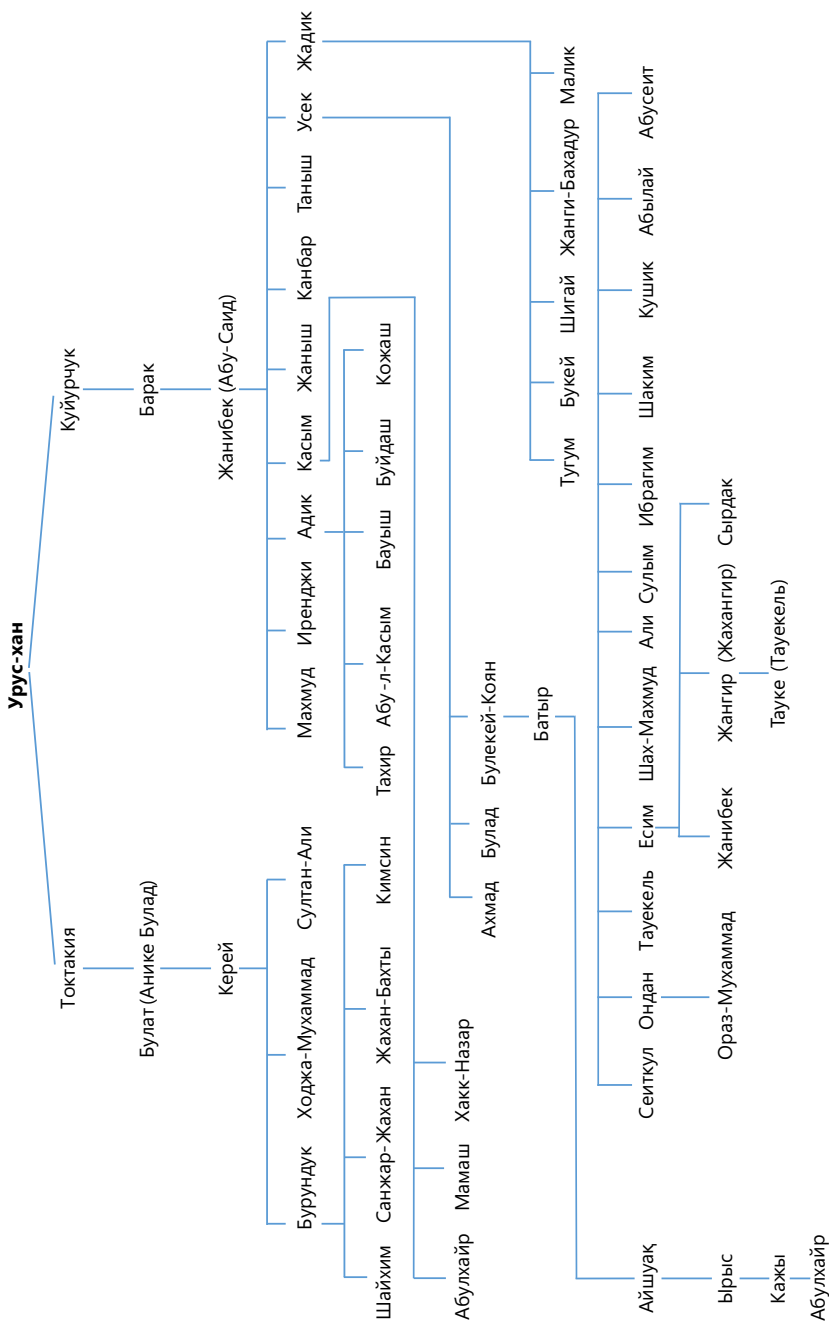 Урус-хан
Токтакия Куйурчук
Булат (Анике Булад) Барак
Керей Жанибек (Абу-Саид)
Бурундук Ходжа-Мухаммад Султан-Али Махмуд Иренджи Адик Касым Жаныш Канбар Таныш Усек Жадик
Шайхим Санжар-Жахан Жахан-Бахты Кимсин Тахир Абу-л-Касым Бауыш Буйдаш Кожаш
Абулхайр Мамаш Хакк-Назар Ахмад Булад Булекей-Коян
Батыр Тугум Букей Шигай Жанги-Бахадур Малик
Айшуақ Сеиткул Ондан Тауекель Есим Шах-Махмуд Али Сулым Ибрагим Шаким Кушик Абылай Абусеит
Ырыс Ораз-Мухаммад Жанибек Жангир (Жахангир) Сырдак
Кажы Тауке (Тауекель)
Абулхайр